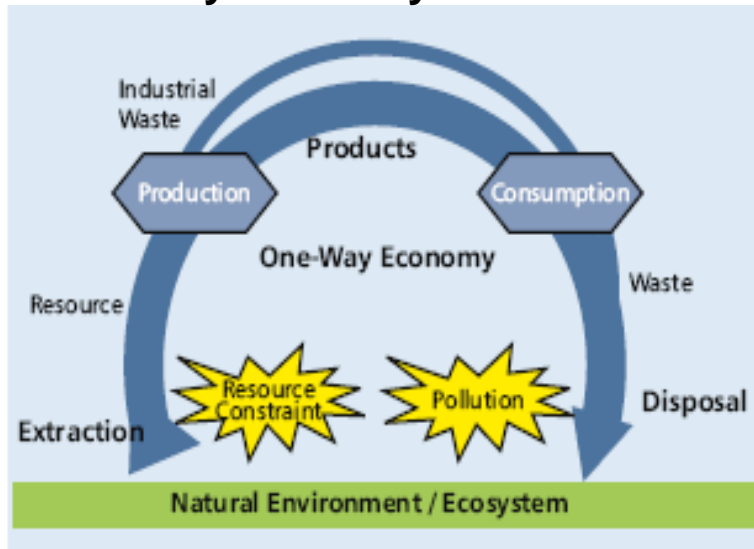 Industrial
Waste
Products
Production
Consumption
One-Way Economy
Resource
Waste
Resource
Constraint
Pollution
Extraction
Disposal
Natural Environment / Ecosystem